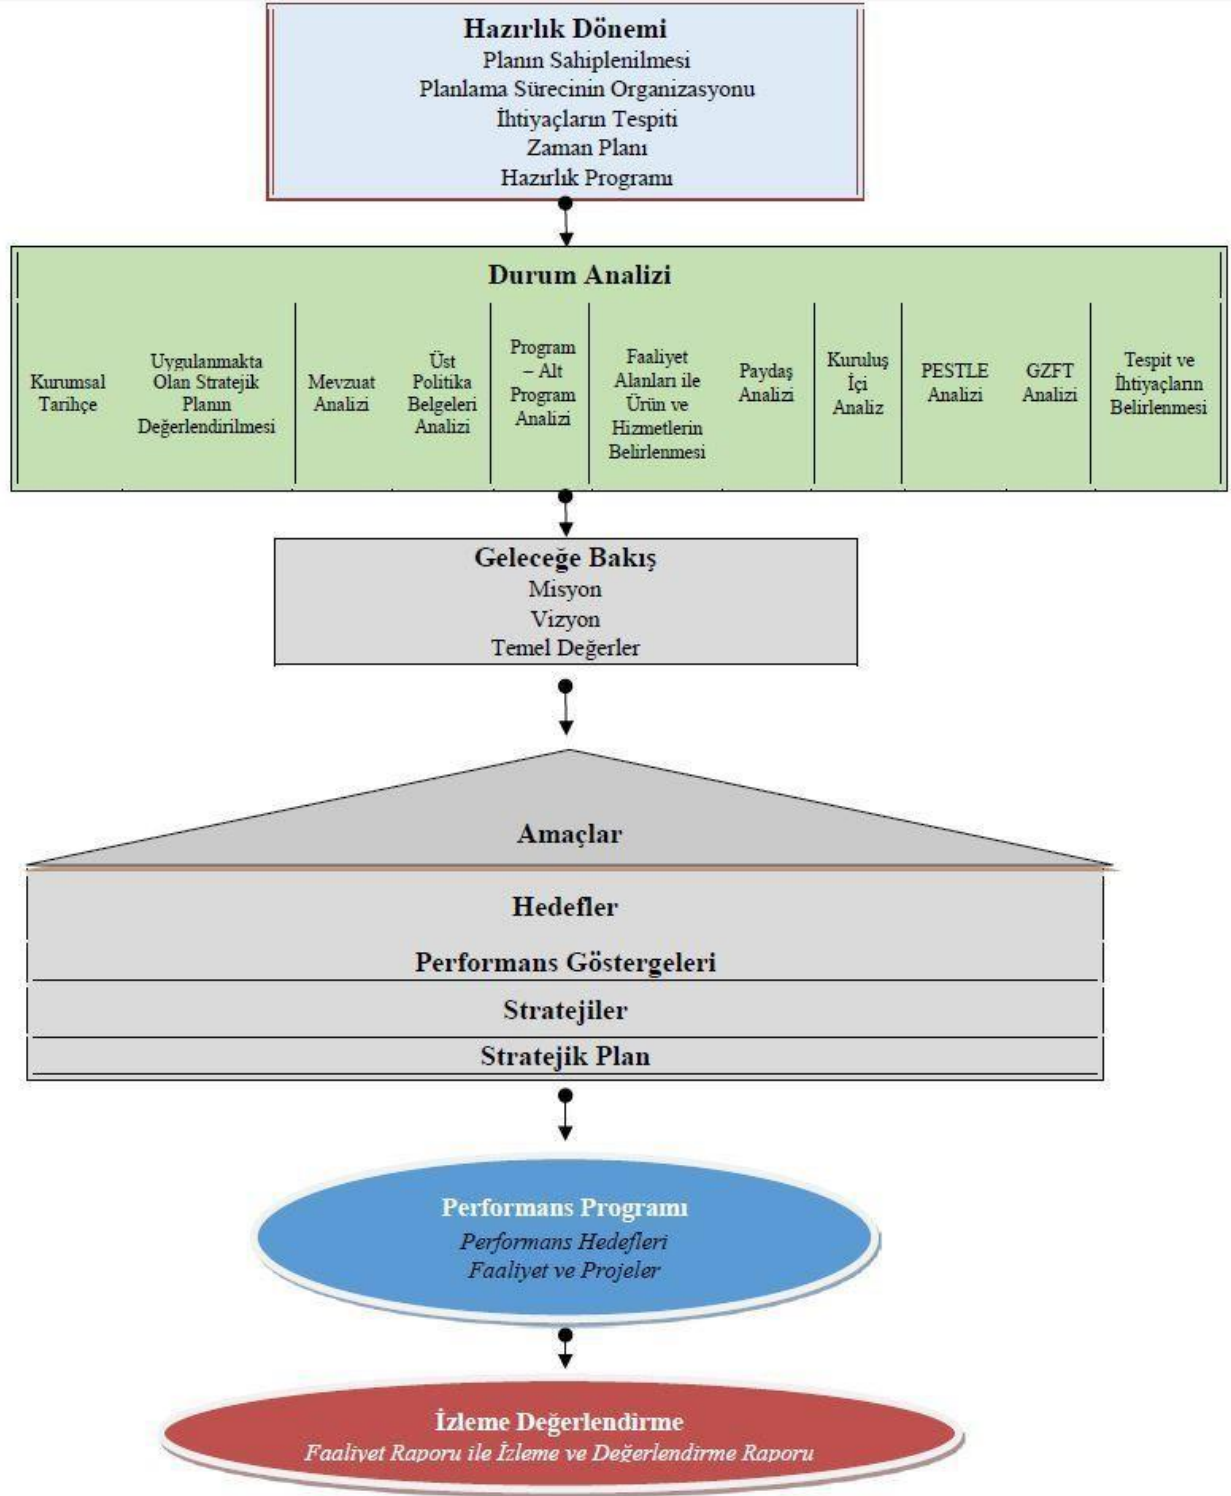 Hazırlık Dönemi
Planın Sahiplenilmesi
Planlama Sürecinin Organizasyonu
İhtiyaçların Tespiti
Zaman Planı
Hazırlık Programı
Durum Analizi
Kurumsal
Tarihçe
Uygulanmakta
Olan Stratejik
Planın
Değerlendirilmesi
Mevzuat
Analizi
Üst
Politika
Belgeleri
Analizi
Program
– Alt
Program
Analizi
Faaliyet
Alanları ile
Ürün ve
Hizmetlerin
Belirlenmesi
Paydaş
Analizi
Kuruluş
İçi
Analiz
PESTLE
Analizi
GZFT
Analizi
Tespit ve
İhtiyaçların
Belirlenmesi
Geleceğe Bakış
Misyon
Vizyon
Temel Değerler
Amaçlar
Hedefler
Performans Göstergeleri
Stratejiler
Stratejik Plan
Performans Programı
Performans Hedefleri
Faaliyet ve Projeler
İzleme Değerlendirme
Faaliyet Raporu ile İzleme ve Değerlendirme Raporu